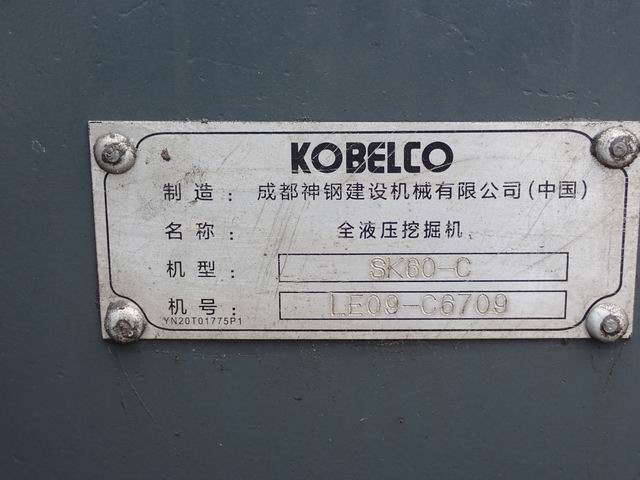 KOBELCO
制造：成都神钢建设机械有限公司(中国)
名称：全液压挖掘机
机型：SK60-C
机号：LE09-C6709
YN20T01775P1